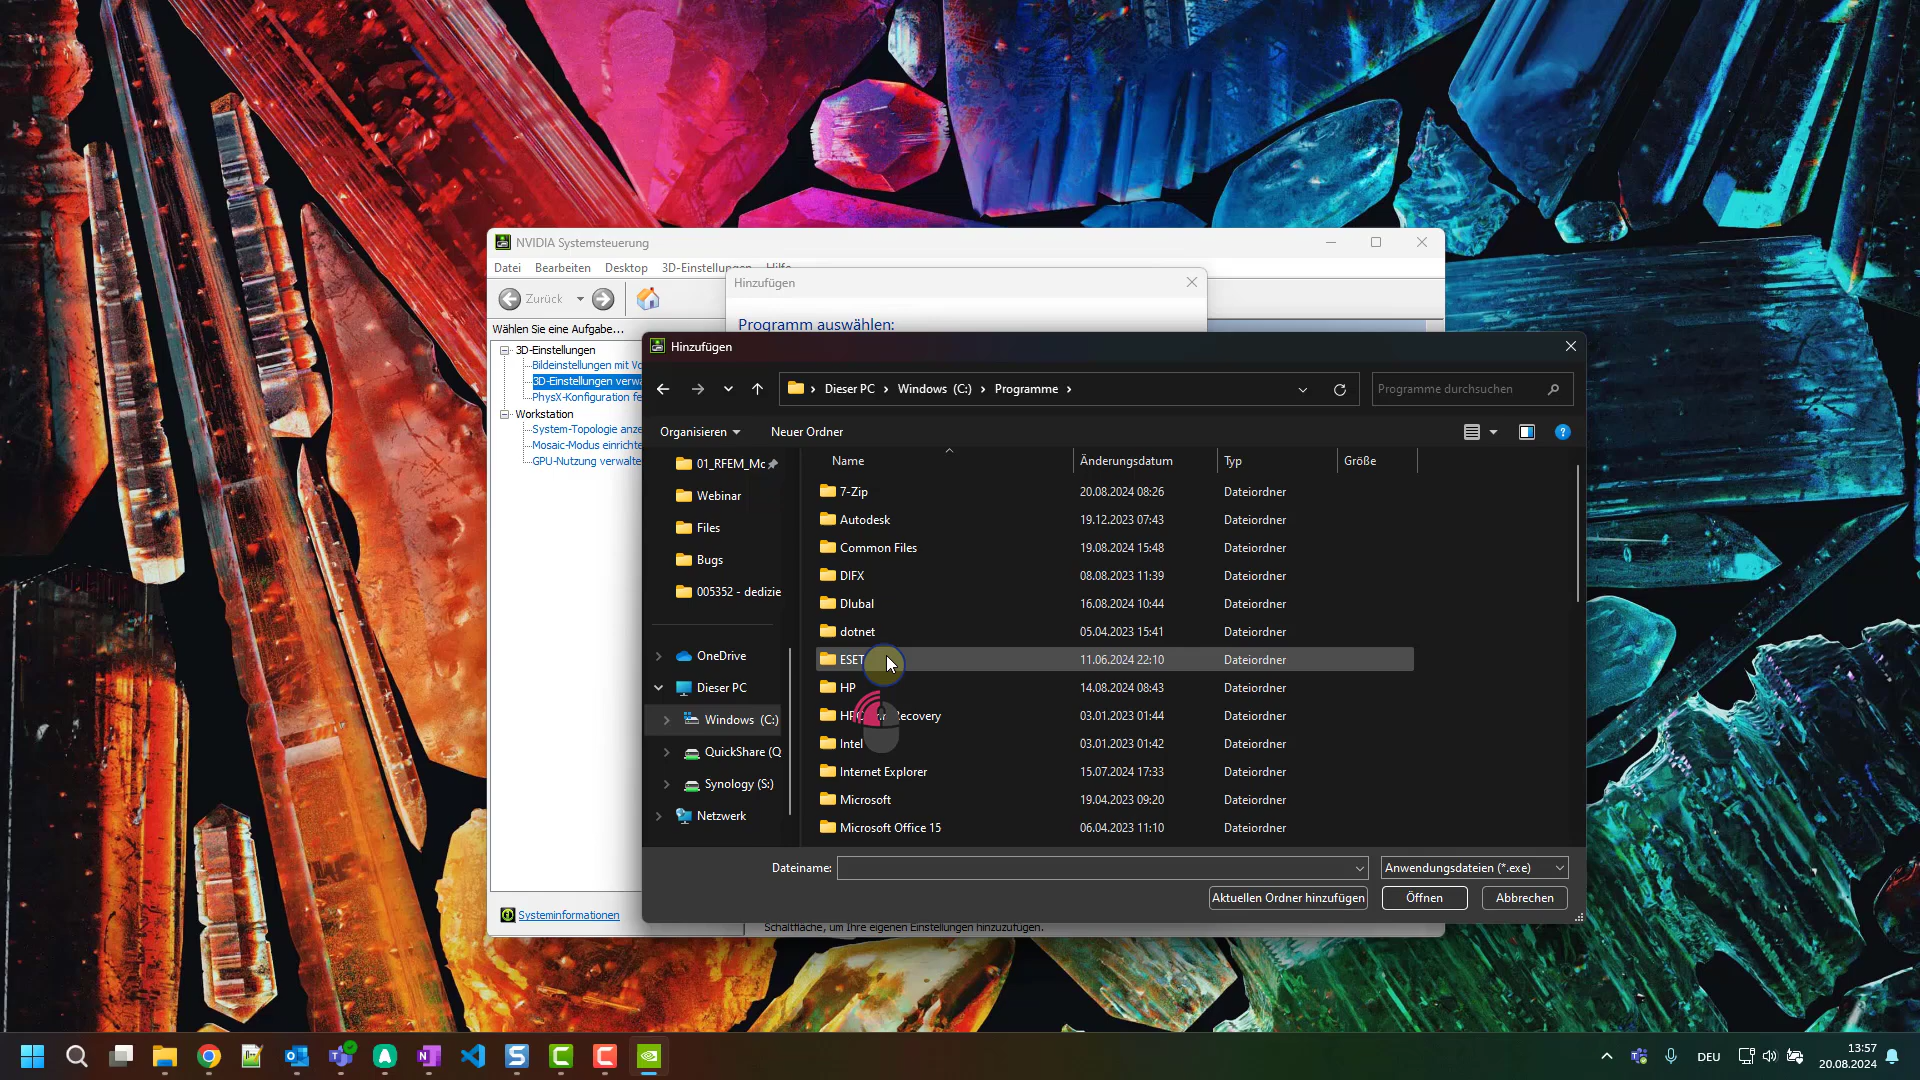 NVIDIA Systemsteuerung
Datei Bearbeiten Desktop 3D-Einstellungen Hilfe
Hinzufügen
Zurück
Programm auswählen:
Wählen Sie eine Aufgabe...
3D-Einstellungen
Bildeinstellungen mit Vo
3D-Einstellungen verwa
PhysX-Konfiguration fe
Workstation
System-Topologie anze
Mosaic-Modus einrichte
GPU-Nutzung verwalte
Systeminformationen
Schaltfläche, um Ihre eigenen Einstellungen hinzuzufügen.
Hinzufügen
Dieser PC Windows (C:) Programme
Programme durchsuchen
Organisieren Neuer Ordner
01_RFEM_Mc
Webinar
Files
Bugs
005352 - dedizie
OneDrive
Dieser PC
Windows (C:)
QuickShare (Q
Synology (S:)
Netzwerk
Name Änderungsdatum Typ Größe
7-Zip 20.08.2024 08:26 Dateiordner
Autodesk 19.12.2023 07:43 Dateiordner
Common Files 19.08.2024 15:48 Dateiordner
DIFX 08.08.2023 11:39 Dateiordner
Dlubal 16.08.2024 10:44 Dateiordner
dotnet 05.04.2023 15:41 Dateiordner
ESET 11.06.2024 22:10 Dateiordner
HP 14.08.2024 08:43 Dateiordner
Recovery 03.01.2023 01:44 Dateiordner
Intel 03.01.2023 01:42 Dateiordner
Internet Explorer 15.07.2024 17:33 Dateiordner
Microsoft 19.04.2023 09:20 Dateiordner
Microsoft Office 15 06.04.2023 11:10 Dateiordner
Dateiname:
Anwendungsdateien (*.exe)
Aktuellen Ordner hinzufügen Öffnen Abbrechen
DEU
13:57
20.08.2024